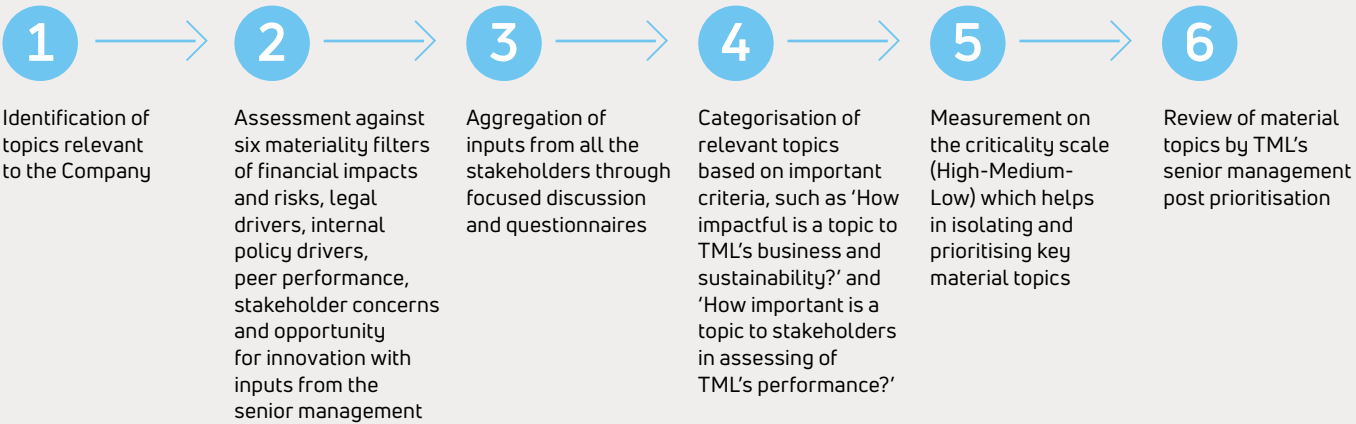 1
Identification of
topics relevant
to the Company
2
Assessment against
six materiality filters
of financial impacts
and risks, legal
drivers, internal
policy drivers,
peer performance,
stakeholder concerns
and opportunity
for innovation with
inputs from the
senior management
3
Aggregation of
inputs from all the
stakeholders through
focused discussion
and questionnaires
4
Categorisation of
relevant topics
based on important
criteria, such as ‘How
impactful is a topic to
TML’s business and
sustainability?’ and
‘How important is a
topic to stakeholders
in assessing of
TML’s performance?’
5
Measurement on
the criticality scale
(High-Medium-
Low) which helps
in isolating and
prioritising key
material topics
6
Review of material
topics by TML’s
senior management
post prioritisation